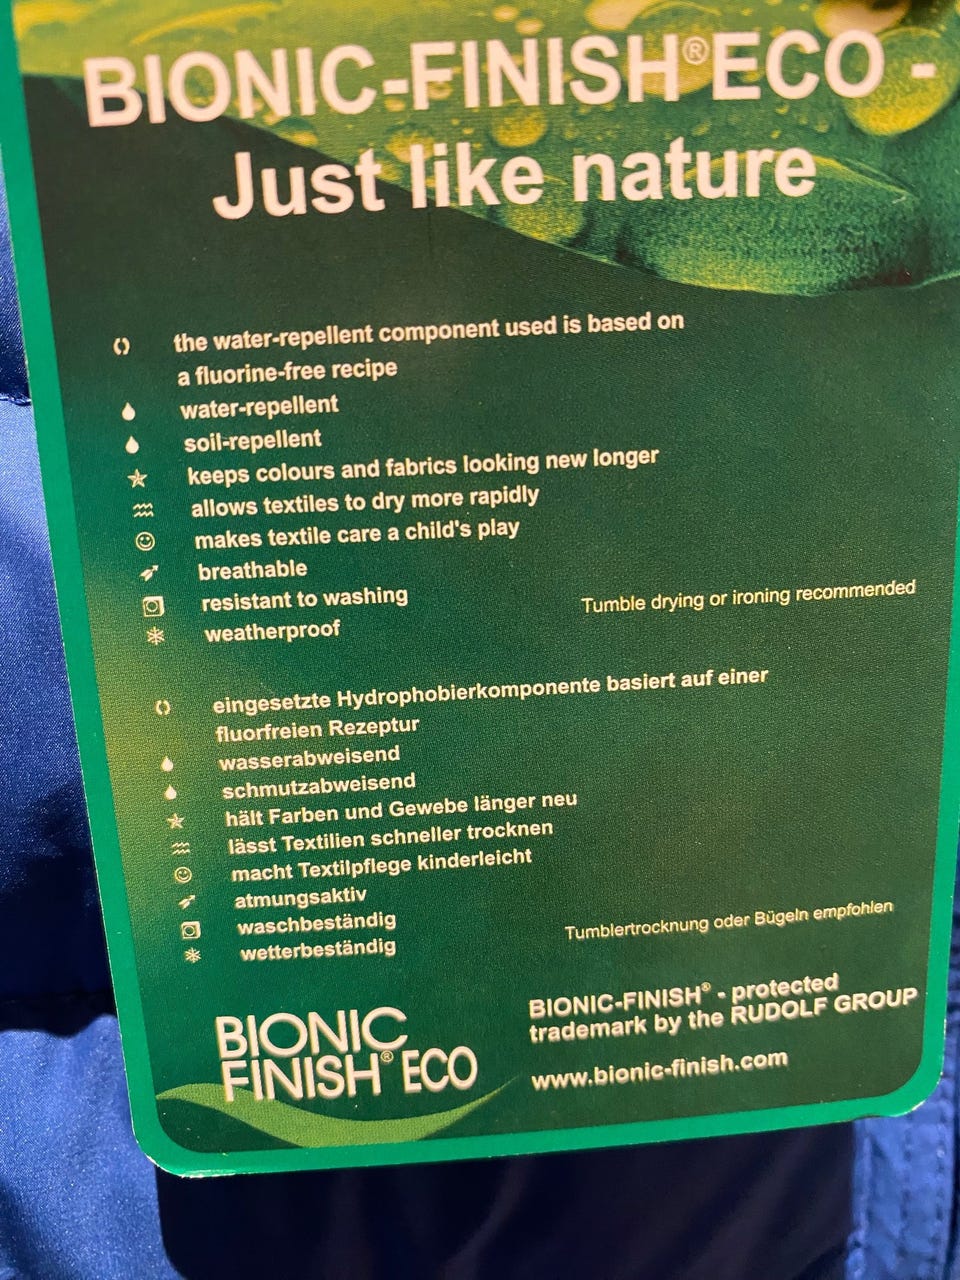 BIONIC-FINISH®ECO -
Just like nature
the water-repellent component used is based on
a fluorine-free recipe
water-repellent
soil-repellent
keeps colours and fabrics looking new longer
allows textiles to dry more rapidly
makes textile care a child's play
breathable
resistant to washing Tumble drying or ironing recommended
weatherproof
eingesetzte Hydrophobierkomponente basiert auf einer
fluorfreien Rezeptur
wasserabweisend
schmutzabweisend
hält Farben und Gewebe länger neu
lässt Textilien schneller trocknen
macht Textilpflege kinderleicht
atmungsaktiv
waschbeständig Tumblertrocknung oder Bügeln empfohlen
wetterbeständig
BIONIC
FINISH® ECO
BIONIC-FINISH® - protected
trademark by the RUDOLF GROUP
www.bionic-finish.com